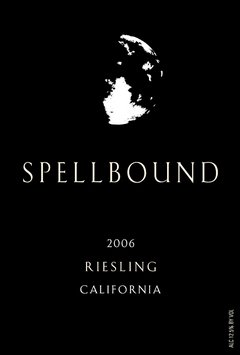 SPELLBOUND
2006
RIESLING
CALIFORNIA
ALC 12.5% BY VOL